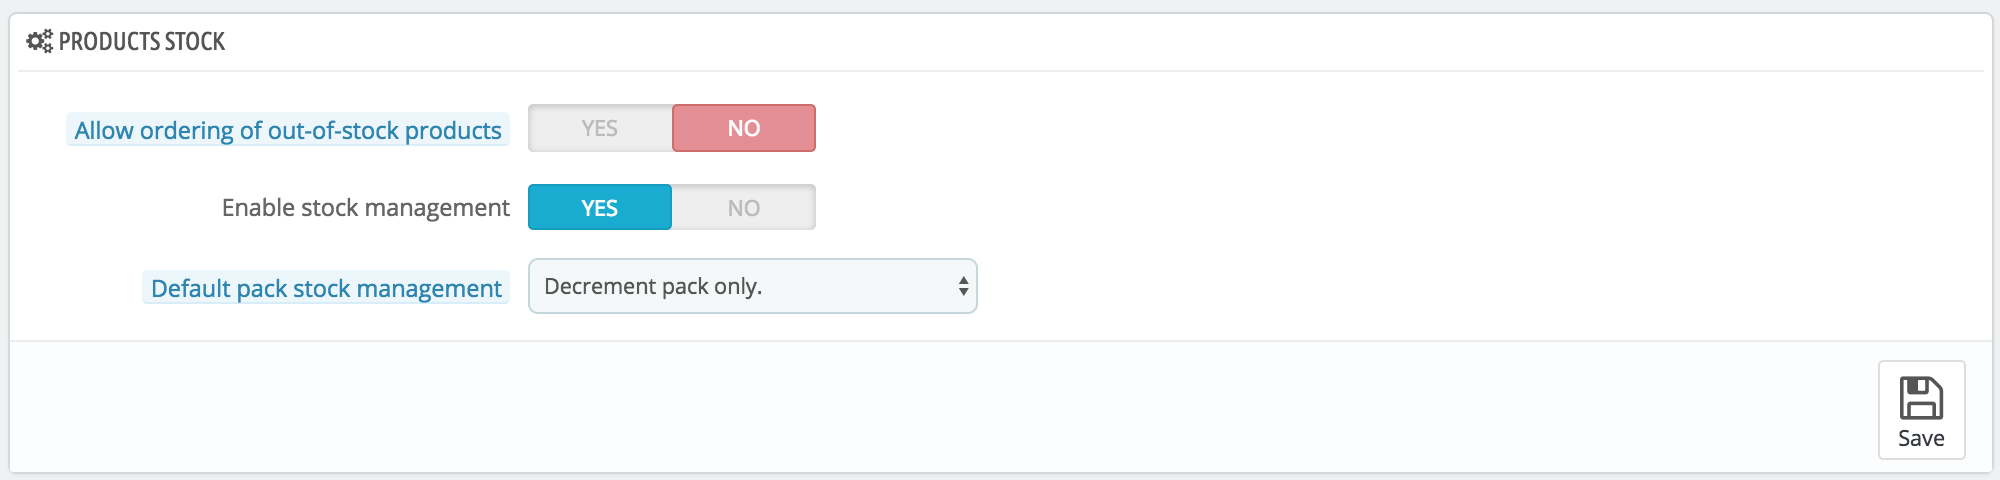 PRODUCTS STOCK
Allow ordering of out-of-stock products YES NO
Enable stock management YES NO
Default pack stock management Decrement pack only.
Save